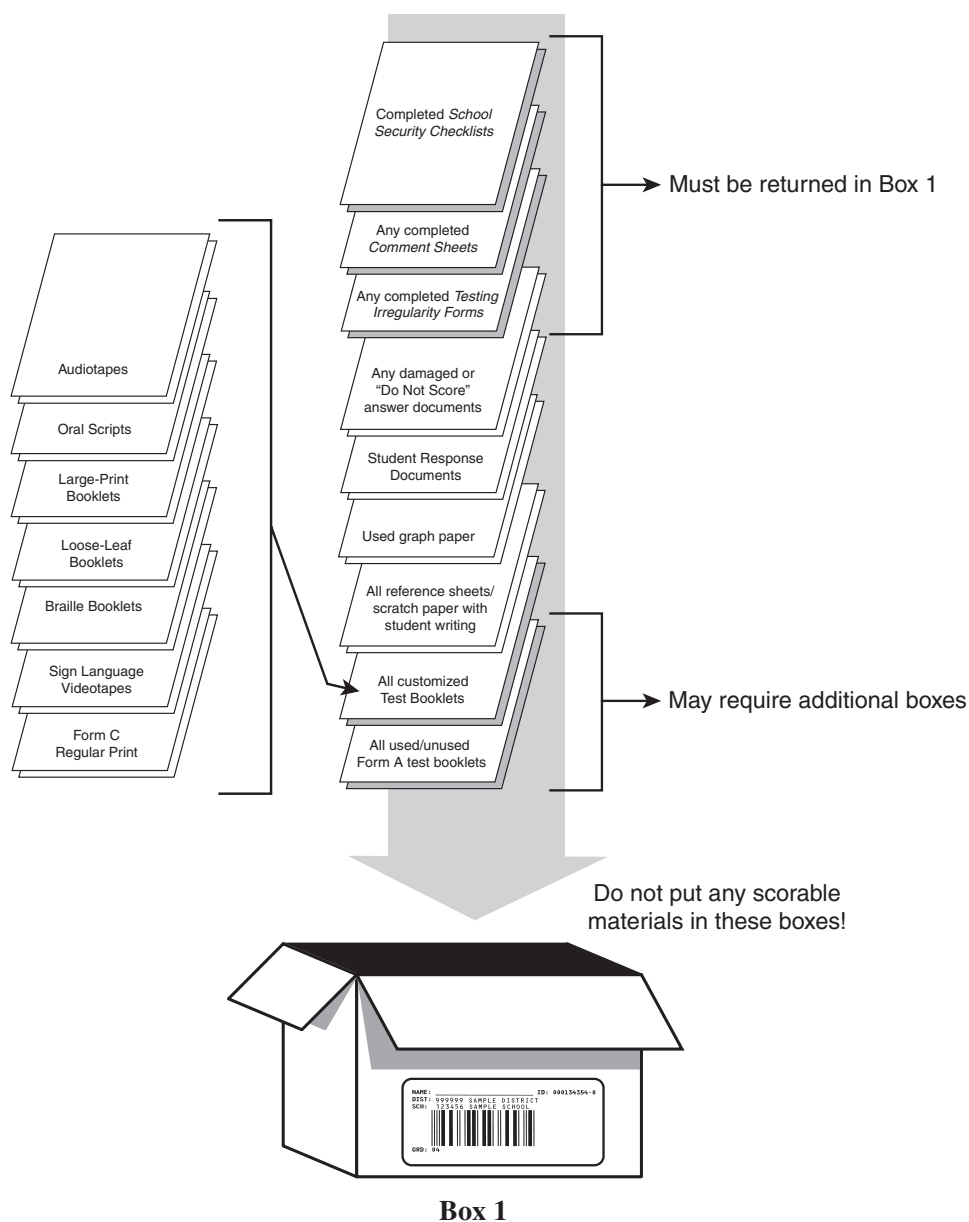 Completed School
Security Checklists
Any completed
Comment Sheets
Any completed Testing
Irregularity Forms
Must be returned in Box 1
Any damaged or
“Do Not Score”
answer documents
Student Response
Documents
Used graph paper
All reference sheets/
scratch paper with
student writing
All customized
Test Booklets
All used/unused
Form A test booklets
May require additional boxes
Audiotapes
Oral Scripts
Large-Print
Booklets
Loose-Leaf
Booklets
Braille Booklets
Sign Language
Videotapes
Form C
Regular Print
Do not put any scorable
materials in these boxes!
NAME: ID: 000134354-0
DIST: 999999 SAMPLE DISTRICT
SCH: 123456 SAMPLE SCHOOL
GRD: 04
Box 1